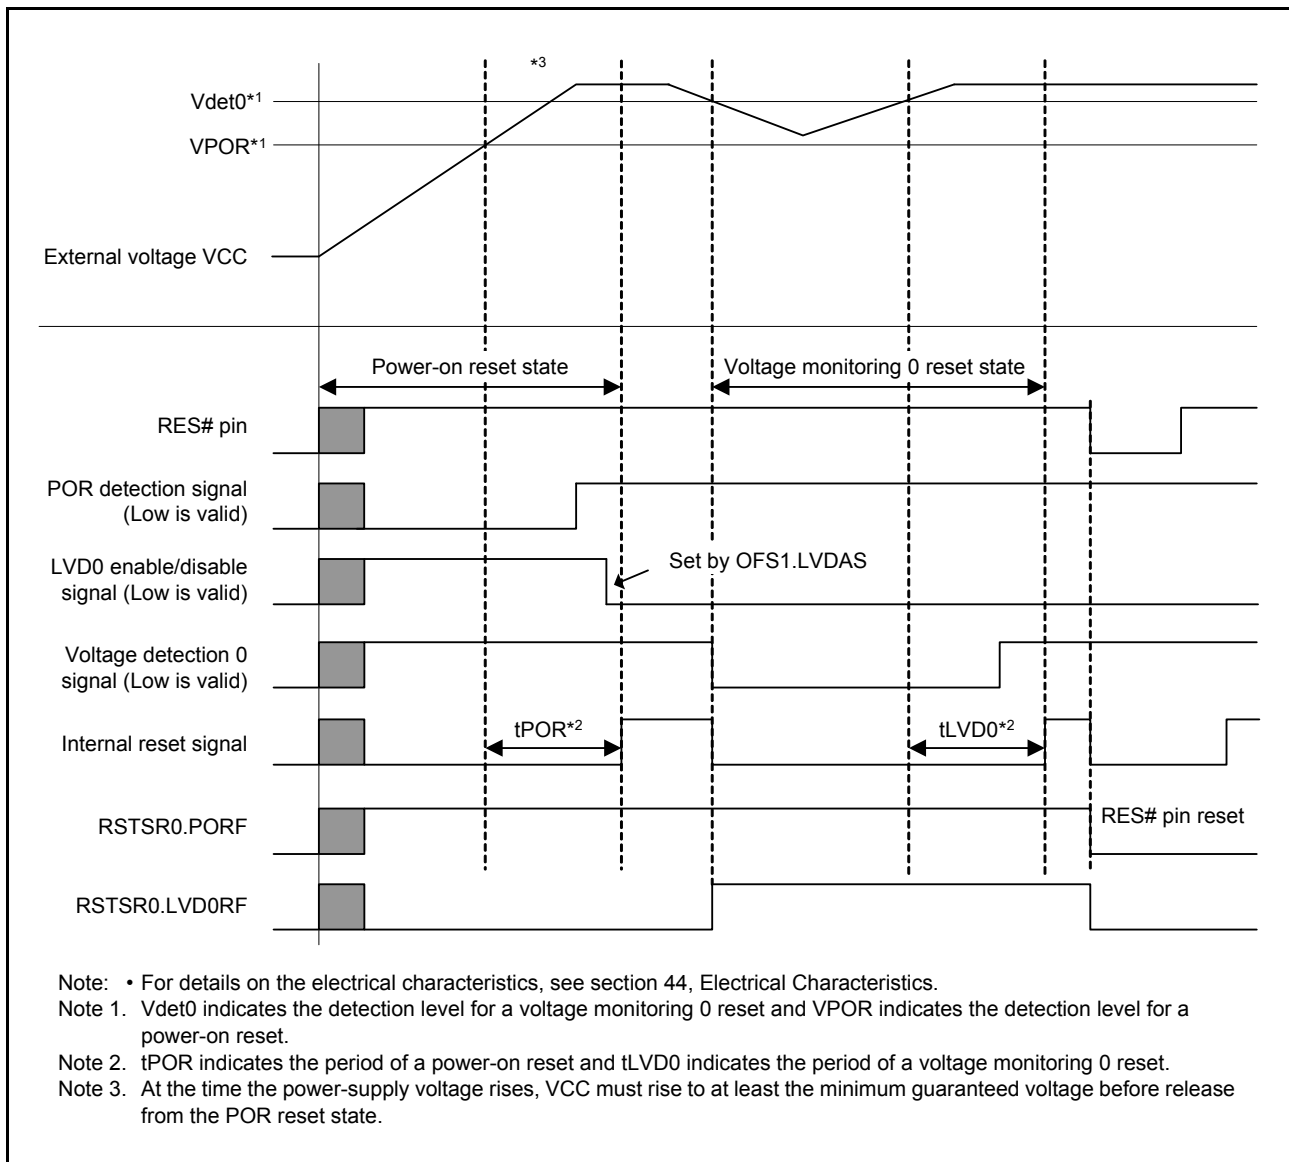 *3
Vdet0*1
VPOR*1
External voltage VCC
Power-on reset state
Voltage monitoring 0 reset state
RES# pin
POR detection signal
(Low is valid)
LVD0 enable/disable
signal (Low is valid)
Set by OFS1.LVDAS
Voltage detection 0
signal (Low is valid)
Internal reset signal
tPOR*2
tLVD0*2
RSTSR0.PORF
RES# pin reset
RSTSR0.LVD0RF
Note: • For details on the electrical characteristics, see section 44, Electrical Characteristics.
Note 1. Vdet0 indicates the detection level for a voltage monitoring 0 reset and VPOR indicates the detection level for a
power-on reset.
Note 2. tPOR indicates the period of a power-on reset and tLVD0 indicates the period of a voltage monitoring 0 reset.
Note 3. At the time the power-supply voltage rises, VCC must rise to at least the minimum guaranteed voltage before release
from the POR reset state.